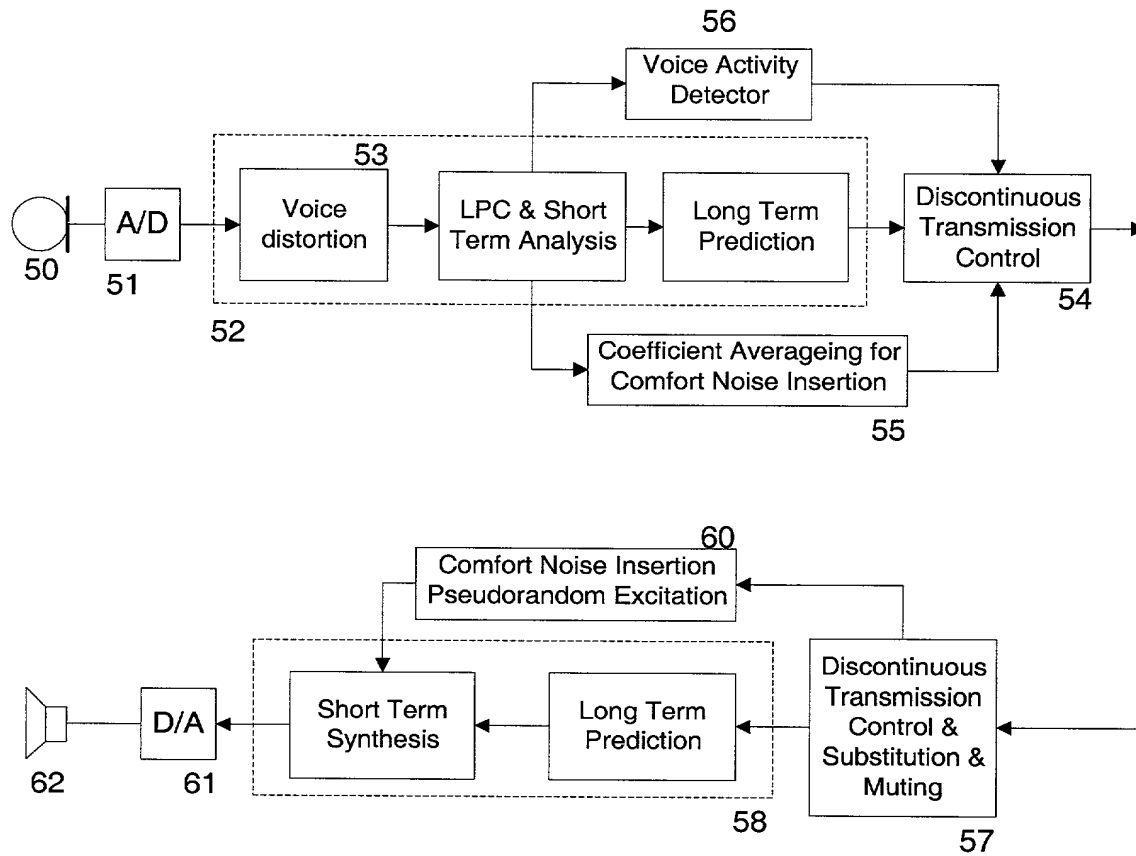 56
Voice Activity
Detector
53
Voice
distortion
LPC & Short
Term Analysis
Long Term
Prediction
Discontinuous
Transmission
Control
A/D
50
51
52
54
Coefficient Averageing for
Comfort Noise Insertion
55
60
Comfort Noise Insertion
Pseudorandom Excitation
Discontinuous
Transmission
Control &
Substitution &
Muting
D/A
Short Term
Synthesis
Long Term
Prediction
62
61
58
57